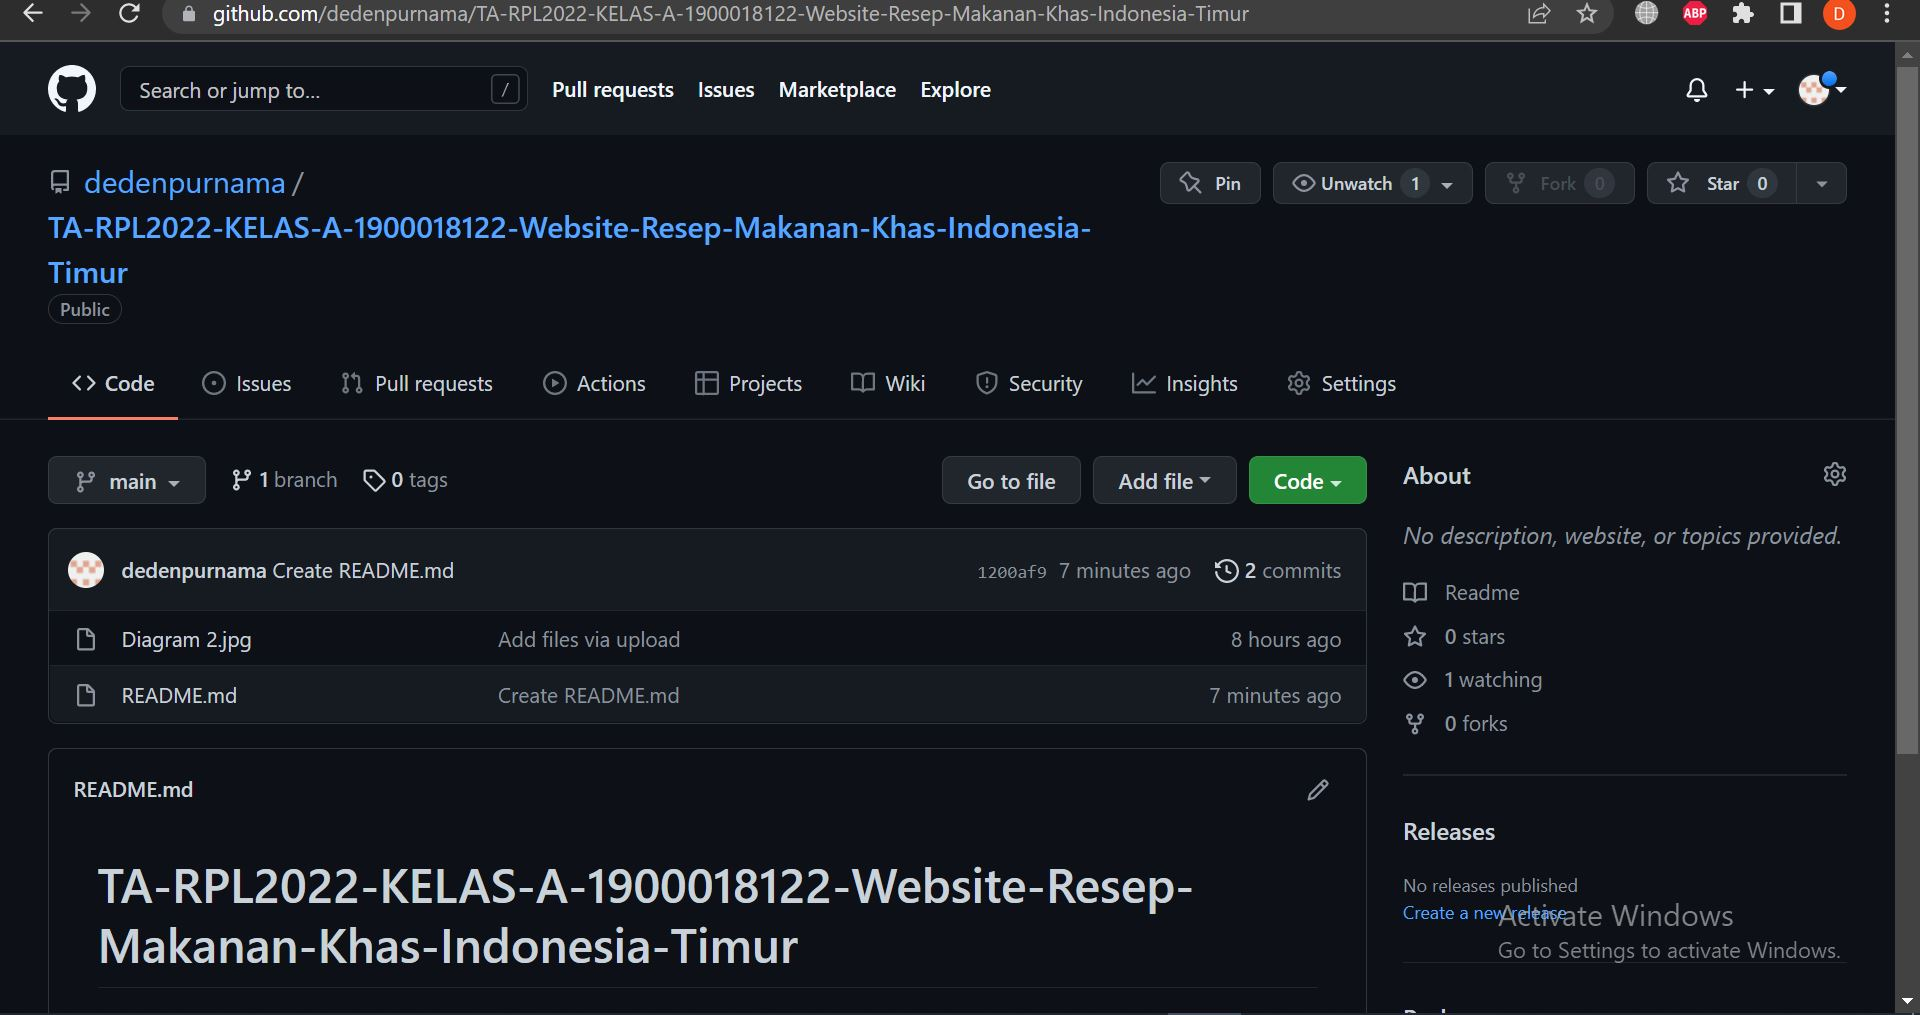 github.com/dedenpurnama/TA-RPL2022-KELAS-A-1900018122-Website-Resep-Makanan-Khas-Indonesia-Timur
ABP
D
Search or jump to...
/
Pull requests
Issues
Marketplace
Explore
dedenpurnama /
TA-RPL2022-KELAS-A-1900018122-Website-Resep-Makanan-Khas-Indonesia-
Timur
Public
Pin
Unwatch 1
Fork 0
Star 0
Code
Issues
Pull requests
Actions
Projects
Wiki
Security
Insights
Settings
main
1 branch
0 tags
Go to file
Add file
Code
dedenpurnama Create README.md
1200af9 7 minutes ago
2 commits
Diagram 2.jpg
Add files via upload
8 hours ago
README.md
Create README.md
7 minutes ago
README.md
TA-RPL2022-KELAS-A-1900018122-Website-Resep-
Makanan-Khas-Indonesia-Timur
About
No description, website, or topics provided.
Readme
0 stars
1 watching
0 forks
Releases
No releases published
Create a new release
Activate Windows
Go to Settings to activate Windows.